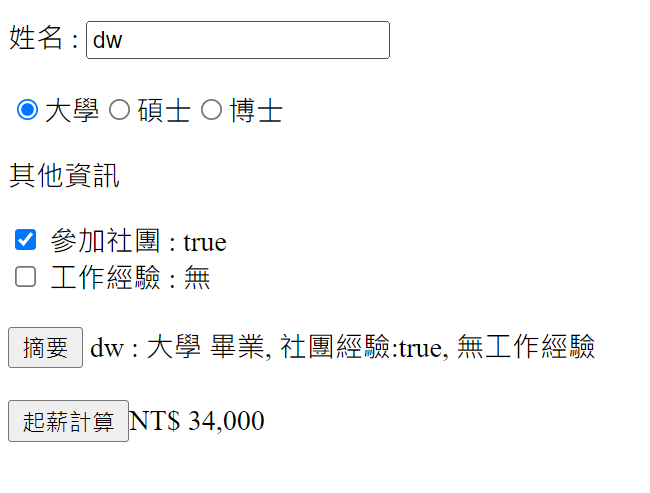 姓名 : dw
大學 碩士 博士
其他資訊
參加社團 : true
工作經驗 : 無
摘要 dw : 大學 畢業, 社團經驗:true, 無工作經驗
起薪計算NT$ 34,000